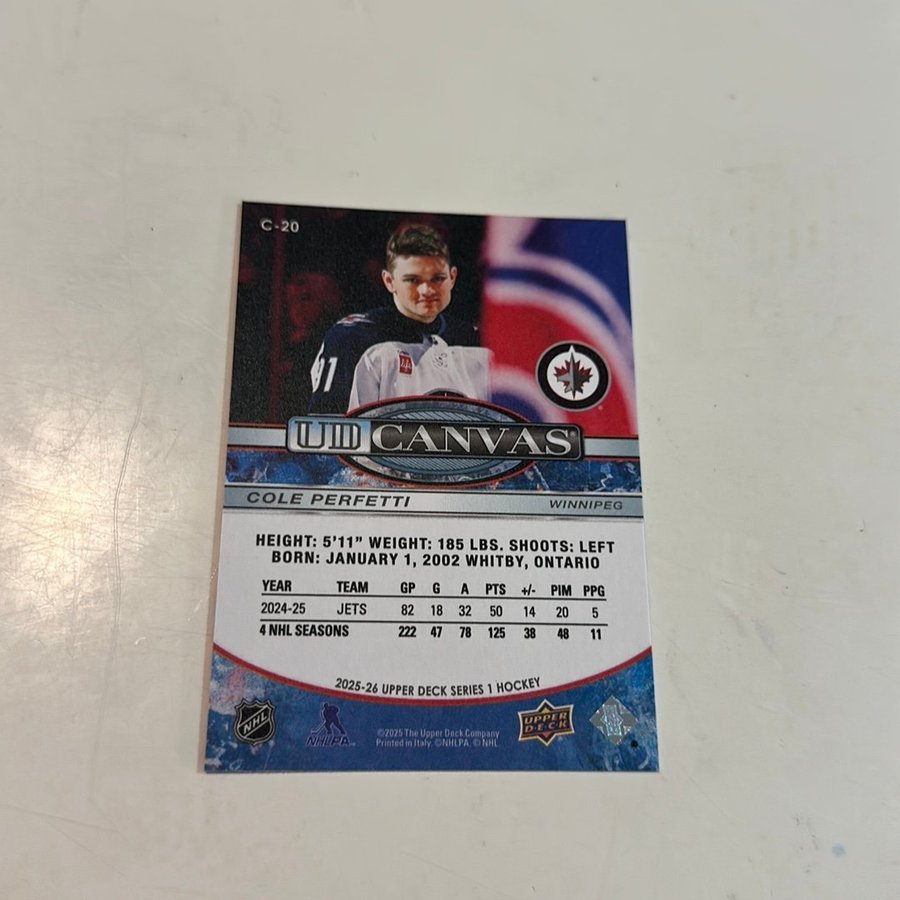 C-20
91
UD CANVAS
COLE PERFETTI WINNIPEG
HEIGHT: 5'11" WEIGHT: 185 LBS. SHOOTS: LEFT
BORN: JANUARY 1, 2002 WHITBY, ONTARIO
YEAR TEAM GP G A PTS +/- PIM PPG
2024-25 JETS 82 18 32 50 14 20 5
4 NHL SEASONS 222 47 78 125 38 48 11
2025-26 UPPER DECK SERIES 1 HOCKEY
NHL
NHLPA
©2025 The Upper Deck Company
Printed in Italy. ©NHLPA. © NHL.
UPPER
DECK